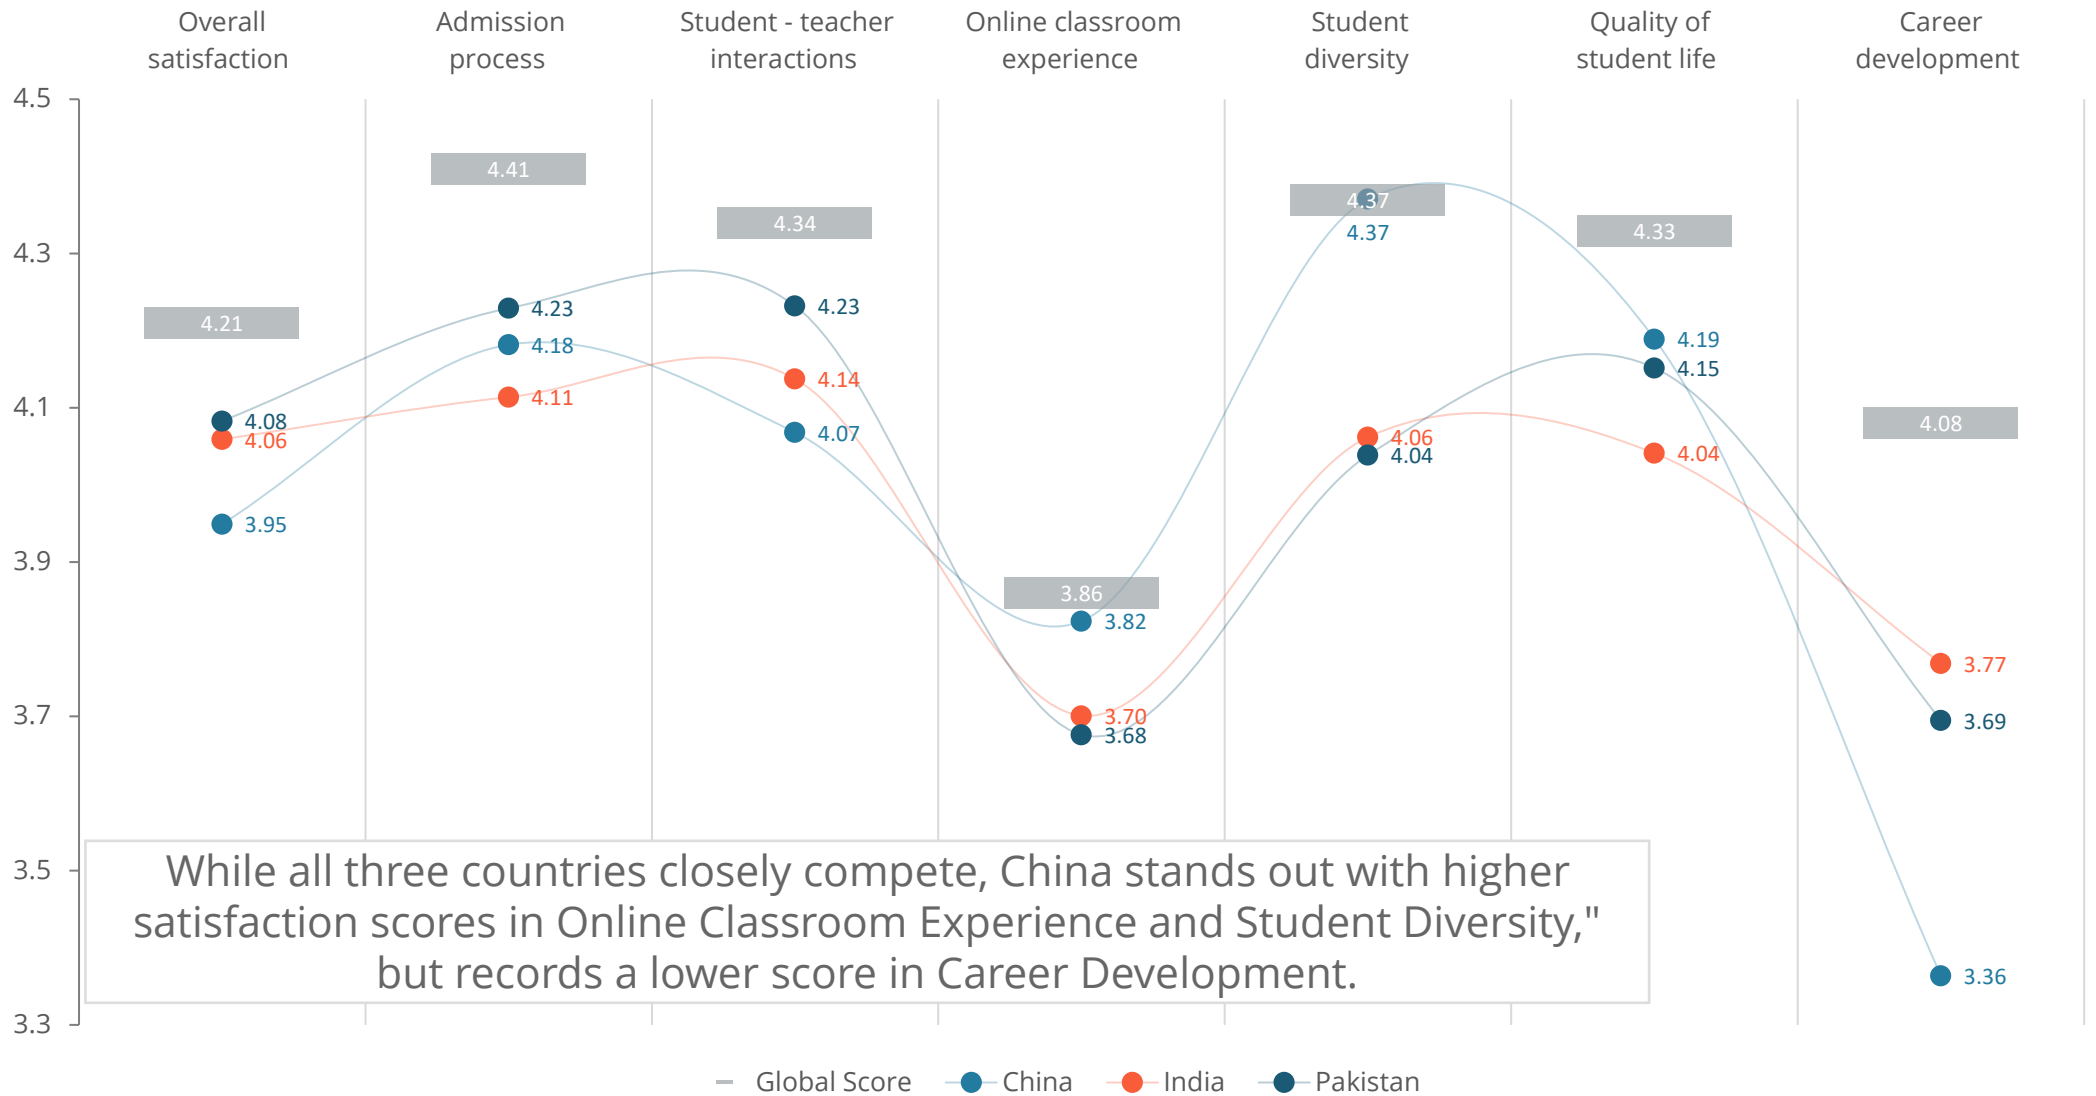 Overall
satisfaction
Admission
process
Student - teacher
interactions
Online classroom
experience
Student
diversity
Quality of
student life
Career
development
4.5
4.3
4.1
3.9
3.7
3.5
3.3
4.21
4.08
4.06
3.95
4.41
4.23
4.18
4.11
4.34
4.23
4.14
4.07
3.86
3.82
3.70
3.68
4.37
4.37
4.06
4.04
4.33
4.19
4.15
4.04
4.08
3.77
3.69
3.36
While all three countries closely compete, China stands out with higher
satisfaction scores in Online Classroom Experience and Student Diversity,"
but records a lower score in Career Development.
Global Score China India Pakistan